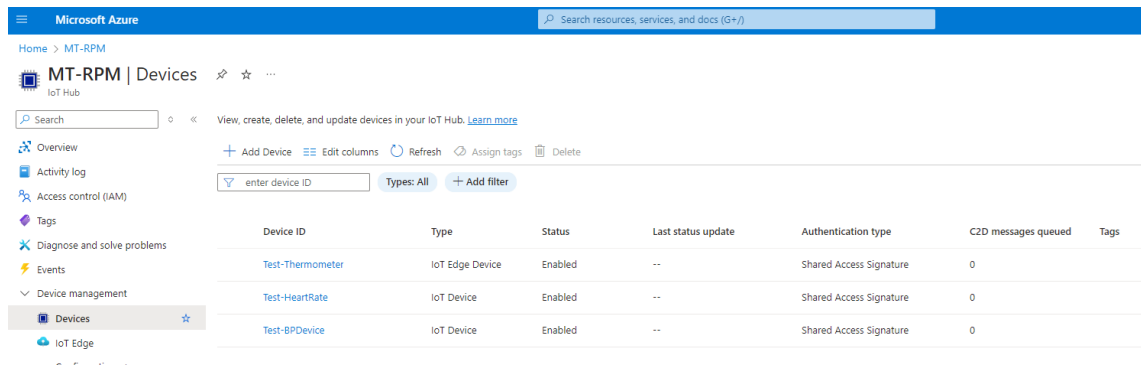 Microsoft Azure
Search resources, services, and docs (G+/)
Home > MT-RPM
MT-RPM | Devices
IoT Hub
Search
View, create, delete, and update devices in your IoT Hub. Learn more
Overview
Add Device Edit columns Refresh Assign tags Delete
Activity log
enter device ID Types: All Add filter
Access control (IAM)
Tags
Device ID Type Status Last status update Authentication type C2D messages queued Tags
Diagnose and solve problems
Test-Thermometer IoT Edge Device Enabled -- Shared Access Signature 0
Events
Device management
Test-HeartRate IoT Device Enabled -- Shared Access Signature 0
Devices
Test-BPDevice IoT Device Enabled -- Shared Access Signature 0
IoT Edge